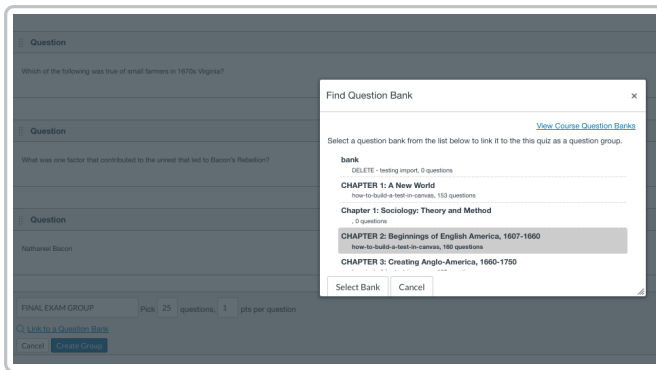 Question
Which of the following was true of small farmers in 1670s Virginia?
Question
What was one factor that contributed to the unrest that led to Bacon's Rebellion?
Question
Nathaniel Bacon
FINAL EXAM GROUP Pick 25 questions, 1 pts per question
Link to a Question Bank
Cancel Create Group
Find Question Bank ×
View Course Question Banks
Select a question bank from the list below to link it to the this quiz as a question group.
bank
DELETE - testing import, 0 questions
CHAPTER 1: A New World
how-to-build-a-test-in-canvas, 153 questions
Chapter 1: Sociology: Theory and Method
, 0 questions
CHAPTER 2: Beginnings of English America, 1607-1660
how-to-build-a-test-in-canvas, 160 questions
CHAPTER 3: Creating Anglo-America, 1660-1750
Select Bank Cancel